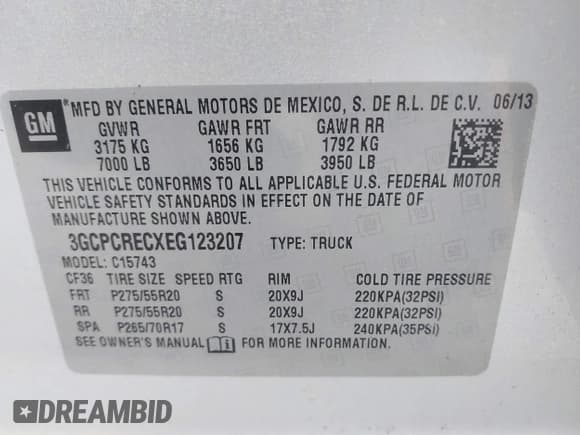 GM
®MFD BY GENERAL MOTORS DE MEXICO, S. DE R.L. DE C.V. 06/13
GVWR GAWR FRT GAWR RR
3175 KG 1656 KG 1792 KG
7000 LB 3650 LB 3950 LB
THIS VEHICLE CONFORMS TO ALL APPLICABLE U.S. FEDERAL MOTOR
VEHICLE SAFETY STANDARDS IN EFFECT ON THE DATE OF
MANUFACTURE SHOWN ABOVE.
3GCPCRECXEG123207 TYPE: TRUCK
MODEL: C15743
CF36 TIRE SIZE SPEED RTG RIM COLD TIRE PRESSURE
FRT P275/55R20 S 20X9J 220KPA(32PSI)
RR P275/55R20 S 20X9J 220KPA(32PSI)
SPA P265/70R17 S 17X7.5J 240KPA(35PSI)
SEE OWNER'S MANUAL FOR MORE INFORMATION.
DREAMBID